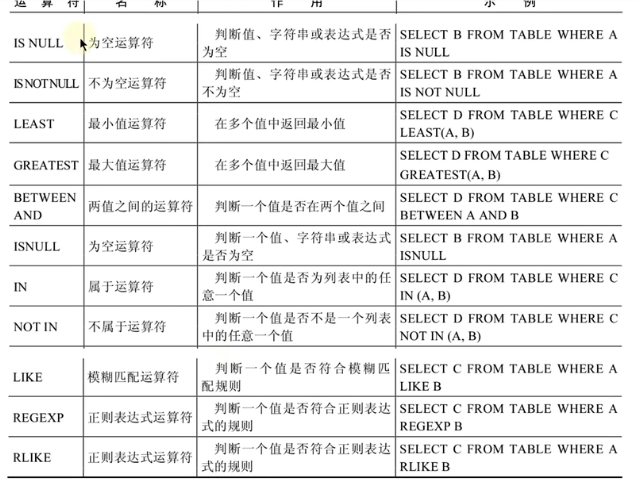 运 算 符 名 称 作 用 示 例
IS NULL 为空运算符 判断值、字符串或表达式是否 SELECT B FROM TABLE WHERE A
为空 IS NULL
IS NOT NULL 不为空运算符 判断值、字符串或表达式是否 SELECT B FROM TABLE WHERE A
不为空 IS NOT NULL
LEAST 最小值运算符 在多个值中返回最小值 SELECT D FROM TABLE WHERE C
LEAST(A, B)
GREATEST 最大值运算符 在多个值中返回最大值 SELECT D FROM TABLE WHERE C
GREATEST(A, B)
BETWEEN 两值之间的运算符 判断一个值是否在两个值之间 SELECT D FROM TABLE WHERE C
AND BETWEEN A AND B
ISNULL 为空运算符 判断一个值、字符串或表达式 SELECT B FROM TABLE WHERE A
是否为空 ISNULL
IN 属于运算符 判断一个值是否为列表中的任 SELECT D FROM TABLE WHERE C
意一个值 IN (A, B)
NOT IN 不属于运算符 判断一个值是否不是一个列表 SELECT D FROM TABLE WHERE C
中的任意一个值 NOT IN (A, B)
LIKE 模糊匹配运算符 判断一个值是否符合模糊匹 SELECT C FROM TABLE WHERE A
配规则 LIKE B
REGEXP 正则表达式运算符 判断一个值是否符合正则表达 SELECT C FROM TABLE WHERE A
式的规则 REGEXP B
RLIKE 正则表达式运算符 判断一个值是否符合正则表达 SELECT C FROM TABLE WHERE A
式的规则 RLIKE B